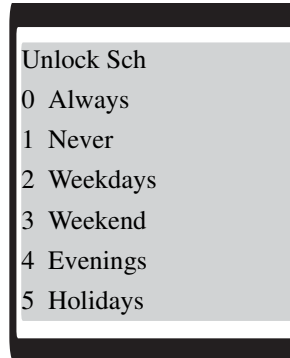 Unlock Sch
0 Always
1 Never
2 Weekdays
3 Weekend
4 Evenings
5 Holidays